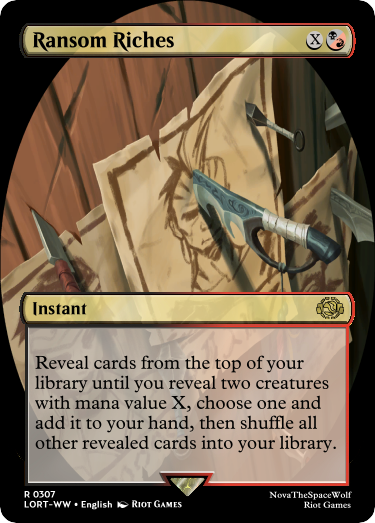 Ransom Riches X
Instant
Reveal cards from the top of your
library until you reveal two creatures
with mana value X, choose one and
add it to your hand, then shuffle all
other revealed cards into your library.
R 0307
LORT-WW • English RIOT GAMES
NovaTheSpaceWolf
Riot Games